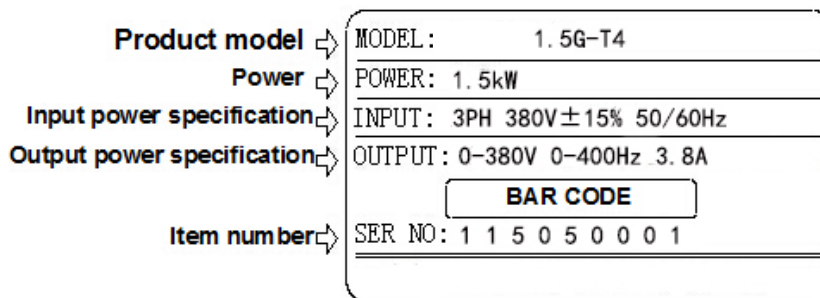 Product model MODEL: 1.5G-T4
Power POWER: 1.5kW
Input power specification INPUT: 3PH 380V±15% 50/60Hz
Output power specification OUTPUT: 0-380V 0-400Hz 3.8A
BAR CODE
Item number SER NO: 1 1 5 0 5 0 0 0 1